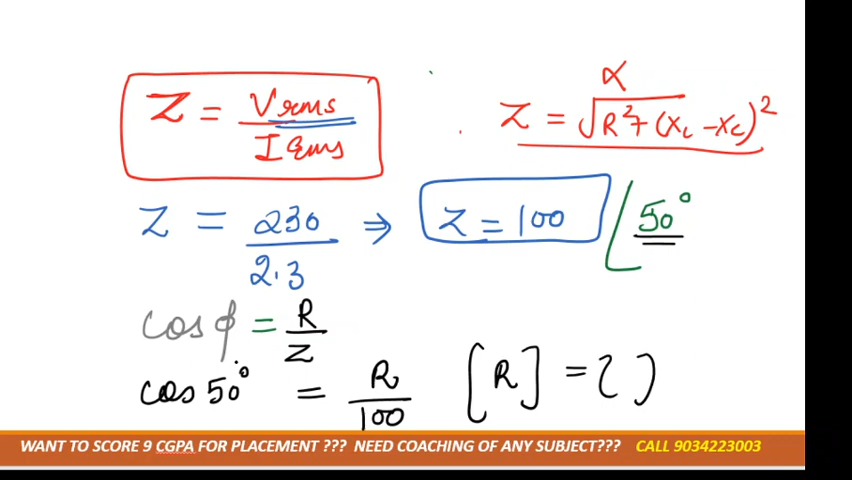 Z = Vrms / Irms
Z = √R²+(XL-XC)²
Z = 230 / 2.3 ⇒ Z = 100 50°
cos ϕ = R / Z
cos 50° = R / 100 [R] = ( )
WANT TO SCORE 9 CGPA FOR PLACEMENT ??? NEED COACHING OF ANY SUBJECT??? CALL 9034223003